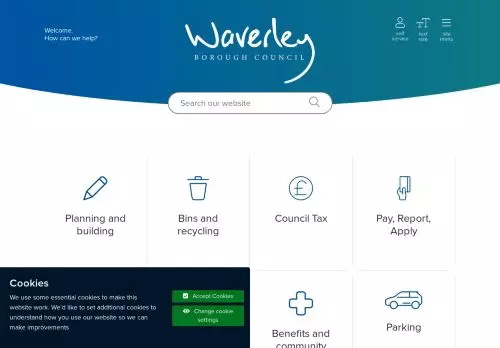 Welcome.
How can we help?
Waverley
BOROUGH COUNCIL
self
service
text
size
site
menu
Search our website
Planning and
building
Bins and
recycling
£
Council Tax
Pay, Report,
Apply
Cookies
We use some essential cookies to make this
website work. We'd like to set additional cookies to
understand how you use our website so we can
make improvements
Accept Cookies
Change cookie
settings
Benefits and
community
Parking